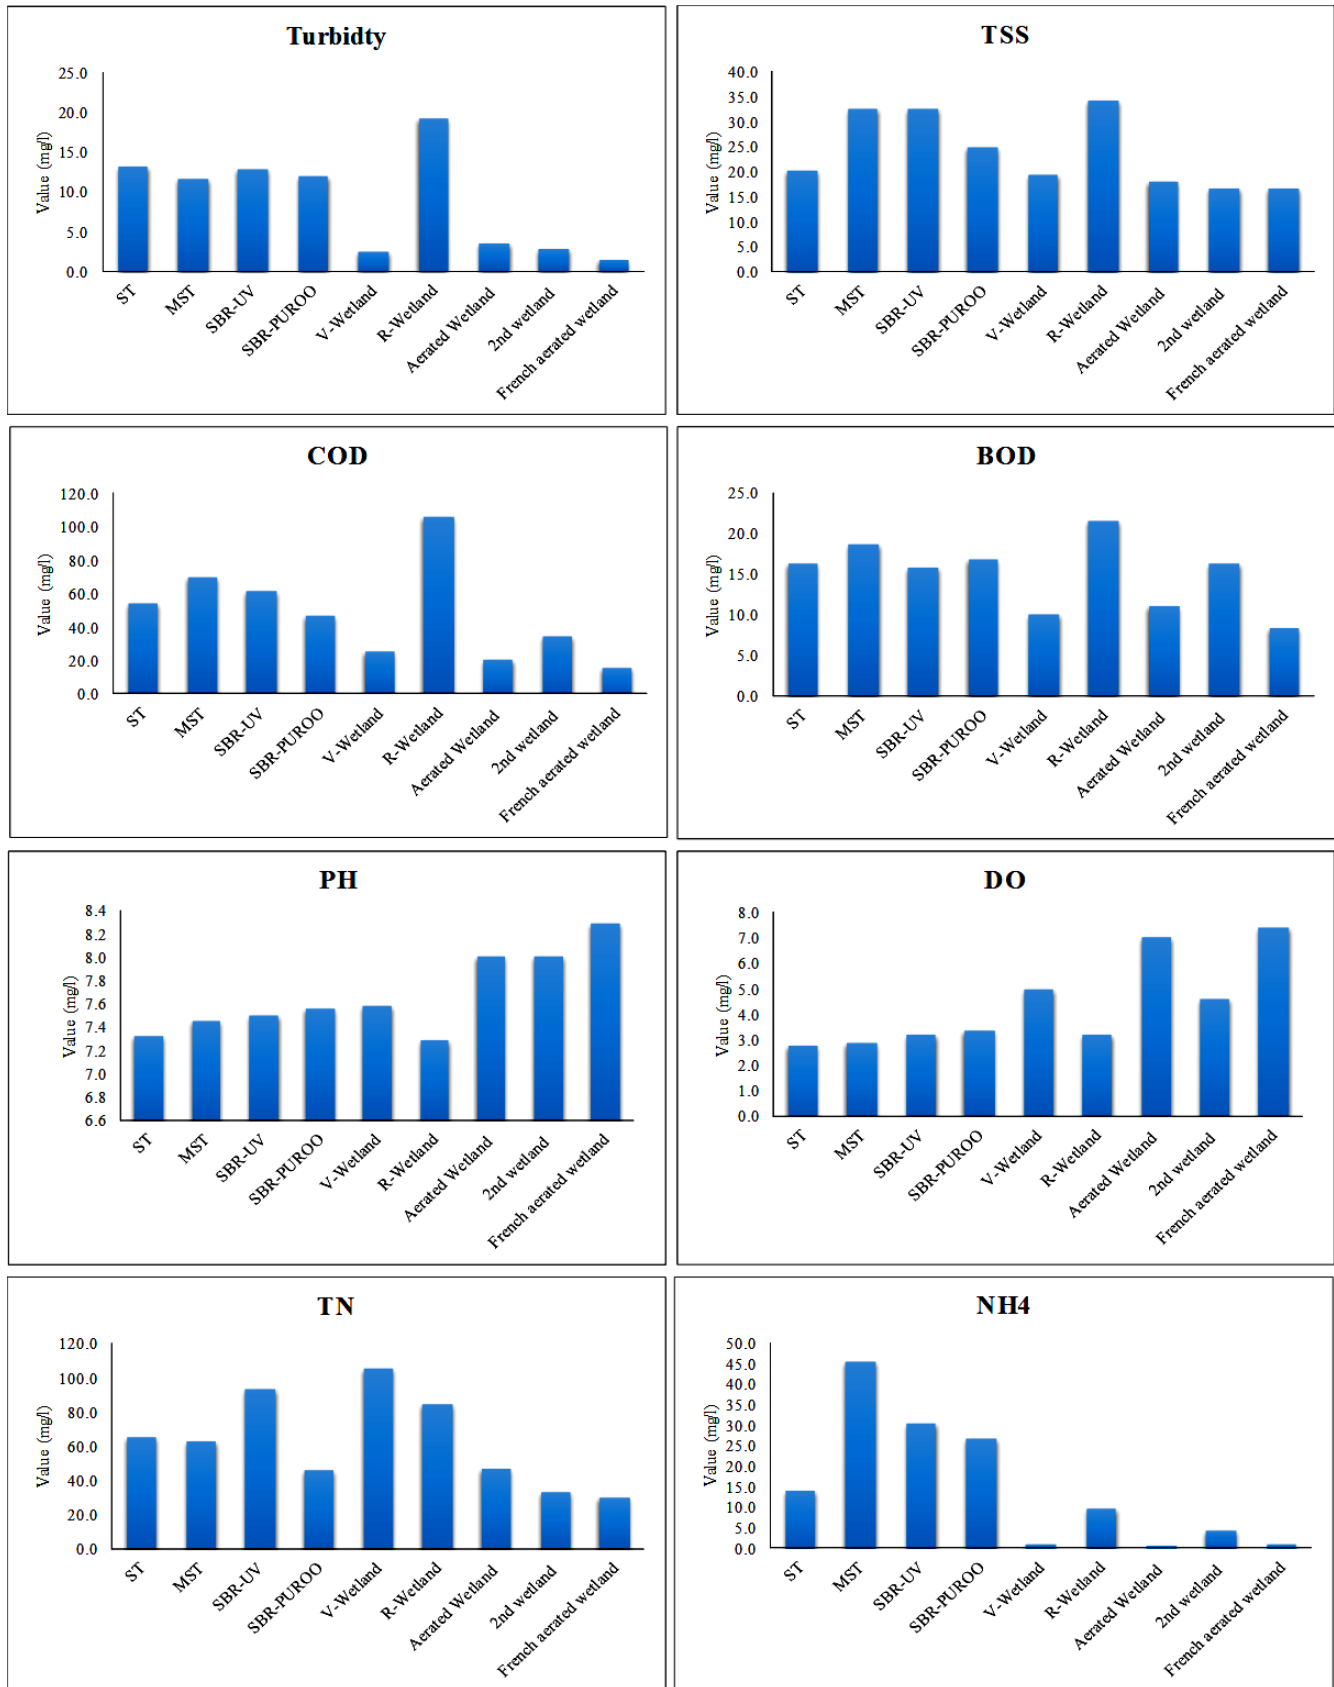 Turbidty
Value (mg/l)
25.0
20.0
15.0
10.0
5.0
0.0
ST
MST
SBR-UV
SBR-PUROO
V-Wetland
R-Wetland
Aerated Wetland
2nd wetland
French aerated wetland
TSS
Value (mg/l)
40.0
35.0
30.0
25.0
20.0
15.0
10.0
5.0
0.0
ST
MST
SBR-UV
SBR-PUROO
V-Wetland
R-Wetland
Aerated Wetland
2nd wetland
French aerated wetland
COD
Value (mg/l)
120.0
100.0
80.0
60.0
40.0
20.0
0.0
ST
MST
SBR-UV
SBR-PUROO
V-Wetland
R-Wetland
Aerated Wetland
2nd wetland
French aerated wetland
BOD
Value (mg/l)
25.0
20.0
15.0
10.0
5.0
0.0
ST
MST
SBR-UV
SBR-PUROO
V-Wetland
R-Wetland
Aerated Wetland
2nd wetland
French aerated wetland
PH
Value (mg/l)
8.4
8.2
8.0
7.8
7.6
7.4
7.2
7.0
6.8
6.6
ST
MST
SBR-UV
SBR-PUROO
V-Wetland
R-Wetland
Aerated Wetland
2nd wetland
French aerated wetland
DO
Value (mg/l)
8.0
7.0
6.0
5.0
4.0
3.0
2.0
1.0
0.0
ST
MST
SBR-UV
SBR-PUROO
V-Wetland
R-Wetland
Aerated Wetland
2nd wetland
French aerated wetland
TN
Value (mg/l)
120.0
100.0
80.0
60.0
40.0
20.0
0.0
ST
MST
SBR-UV
SBR-PUROO
V-Wetland
R-Wetland
Aerated Wetland
2nd wetland
French aerated wetland
NH4
Value (mg/l)
50.0
45.0
40.0
35.0
30.0
25.0
20.0
15.0
10.0
5.0
0.0
ST
MST
SBR-UV
SBR-PUROO
V-Wetland
R-Wetland
Aerated Wetland
2nd wetland
French aerated wetland